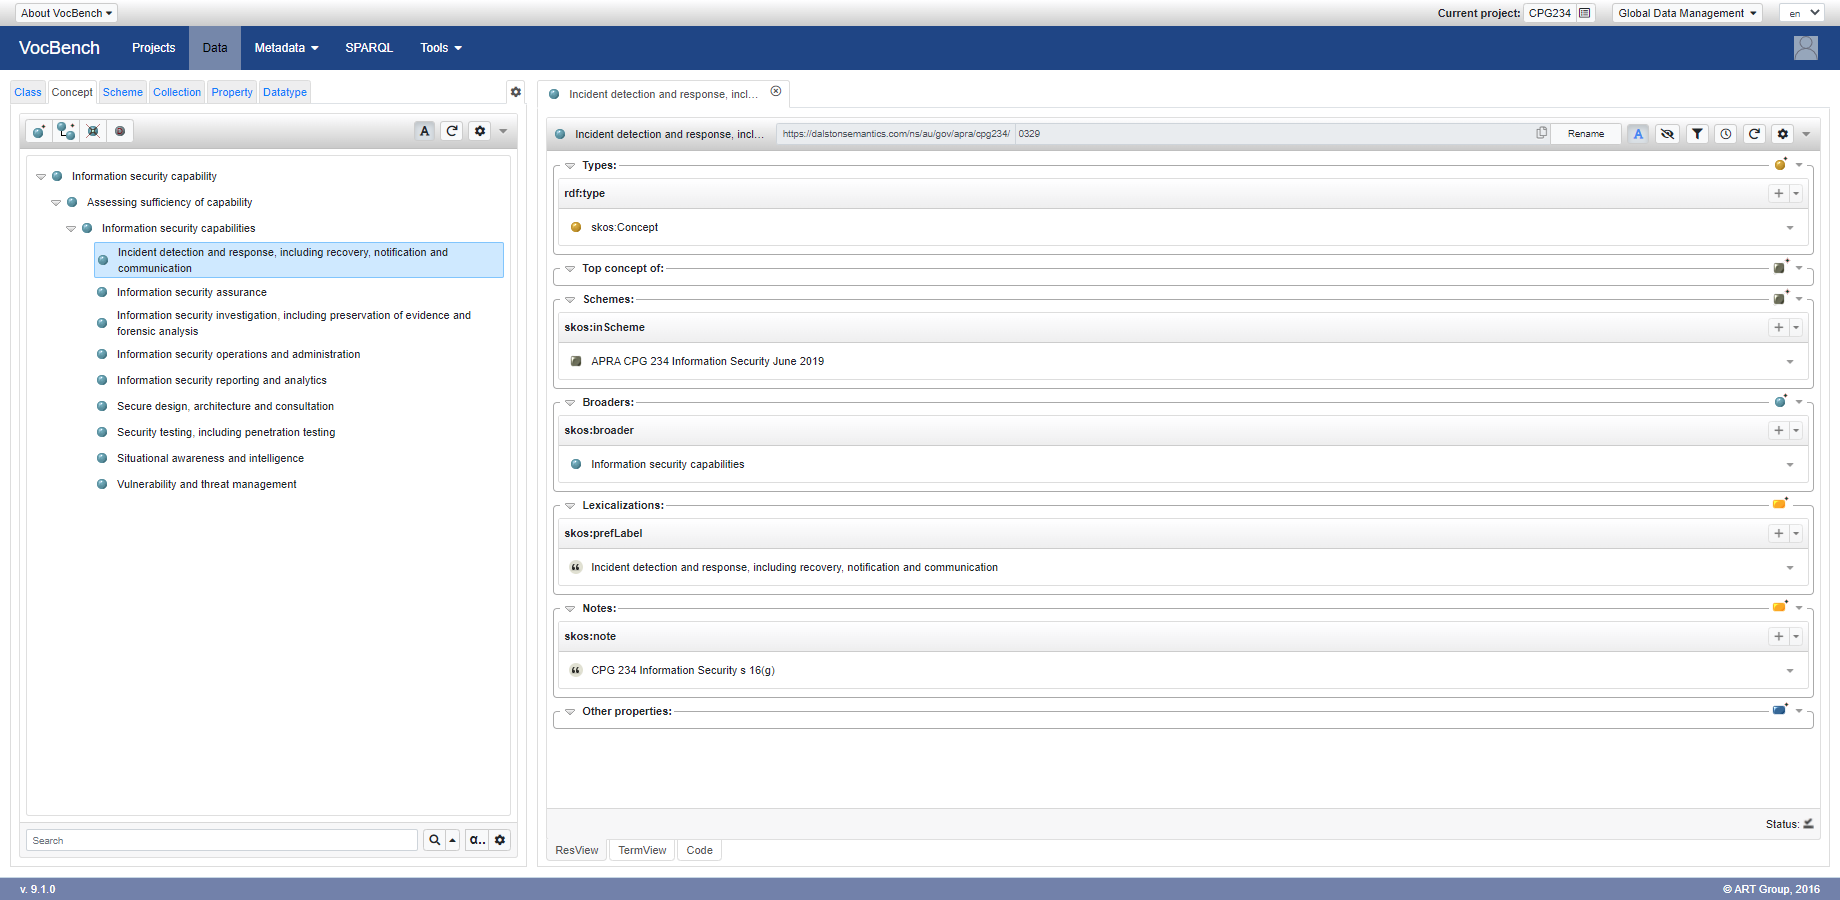 About VocBench
Current project: CPG234
Global Data Management
en
VocBench
Projects
Data
Metadata
SPARQL
Tools
Class
Concept
Scheme
Collection
Property
Datatype
A
Information security capability
Assessing sufficiency of capability
Information security capabilities
Incident detection and response, including recovery, notification and
communication
Information security assurance
Information security investigation, including preservation of evidence and
forensic analysis
Information security operations and administration
Information security reporting and analytics
Secure design, architecture and consultation
Security testing, including penetration testing
Situational awareness and intelligence
Vulnerability and threat management
Search
α..
Incident detection and response, incl...
Incident detection and response, incl...
https://dalstonsemantics.com/ns/au/gov/apra/cpg234/
0329
Rename
A
Types:
rdf:type
skos:Concept
Top concept of:
Schemes:
skos:inScheme
APRA CPG 234 Information Security June 2019
Broaders:
skos:broader
Information security capabilities
Lexicalizations:
skos:prefLabel
Incident detection and response, including recovery, notification and communication
Notes:
skos:note
CPG 234 Information Security s 16(g)
Other properties:
Status:
ResView
TermView
Code
v. 9.1.0
© ART Group, 2016